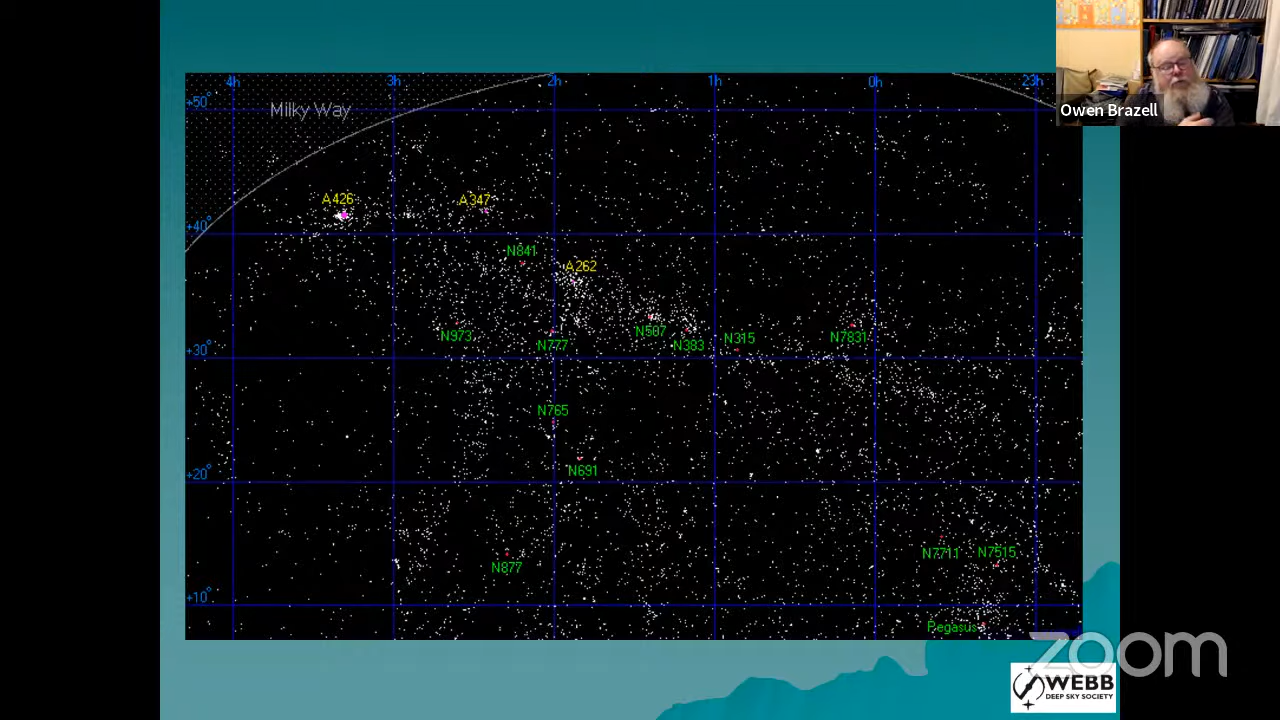 4h 3h 2h 1h 0h 23h
+50°
Milky Way
Owen Brazell
A426
A347
+40°
N841
A262
N507
N973
N777
N383
N315
N7831
+30°
N765
N691
+20°
N7711
N7515
N877
+10°
Pegasus
zoom
WEBB
DEEP SKY SOCIETY